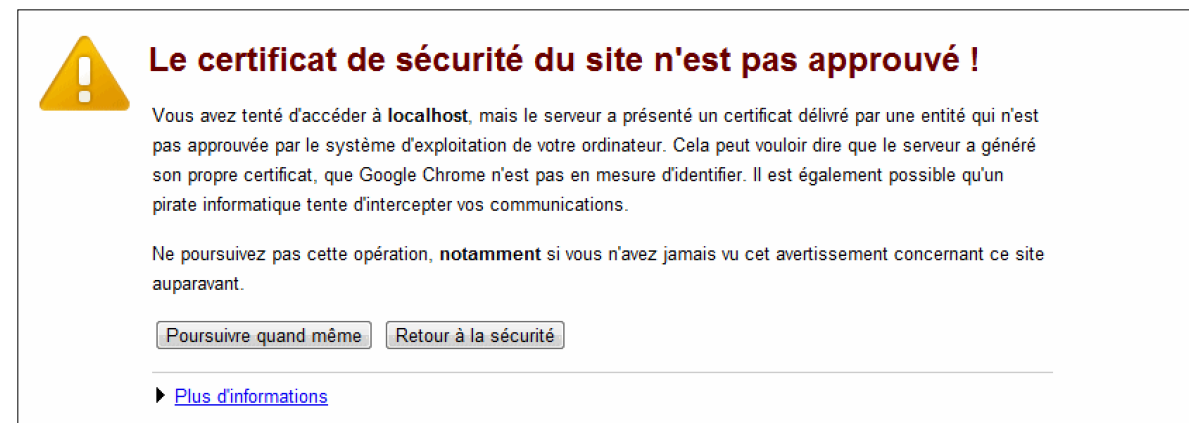 Le certificat de sécurité du site n'est pas approuvé !
Vous avez tenté d'accéder à localhost, mais le serveur a présenté un certificat délivré par une entité qui n'est
pas approuvée par le système d'exploitation de votre ordinateur. Cela peut vouloir dire que le serveur a généré
son propre certificat, que Google Chrome n'est pas en mesure d'identifier. Il est également possible qu'un
pirate informatique tente d'intercepter vos communications.
Ne poursuivez pas cette opération, notamment si vous n'avez jamais vu cet avertissement concernant ce site
auparavant.
Poursuivre quand même Retour à la sécurité
Plus d'informations